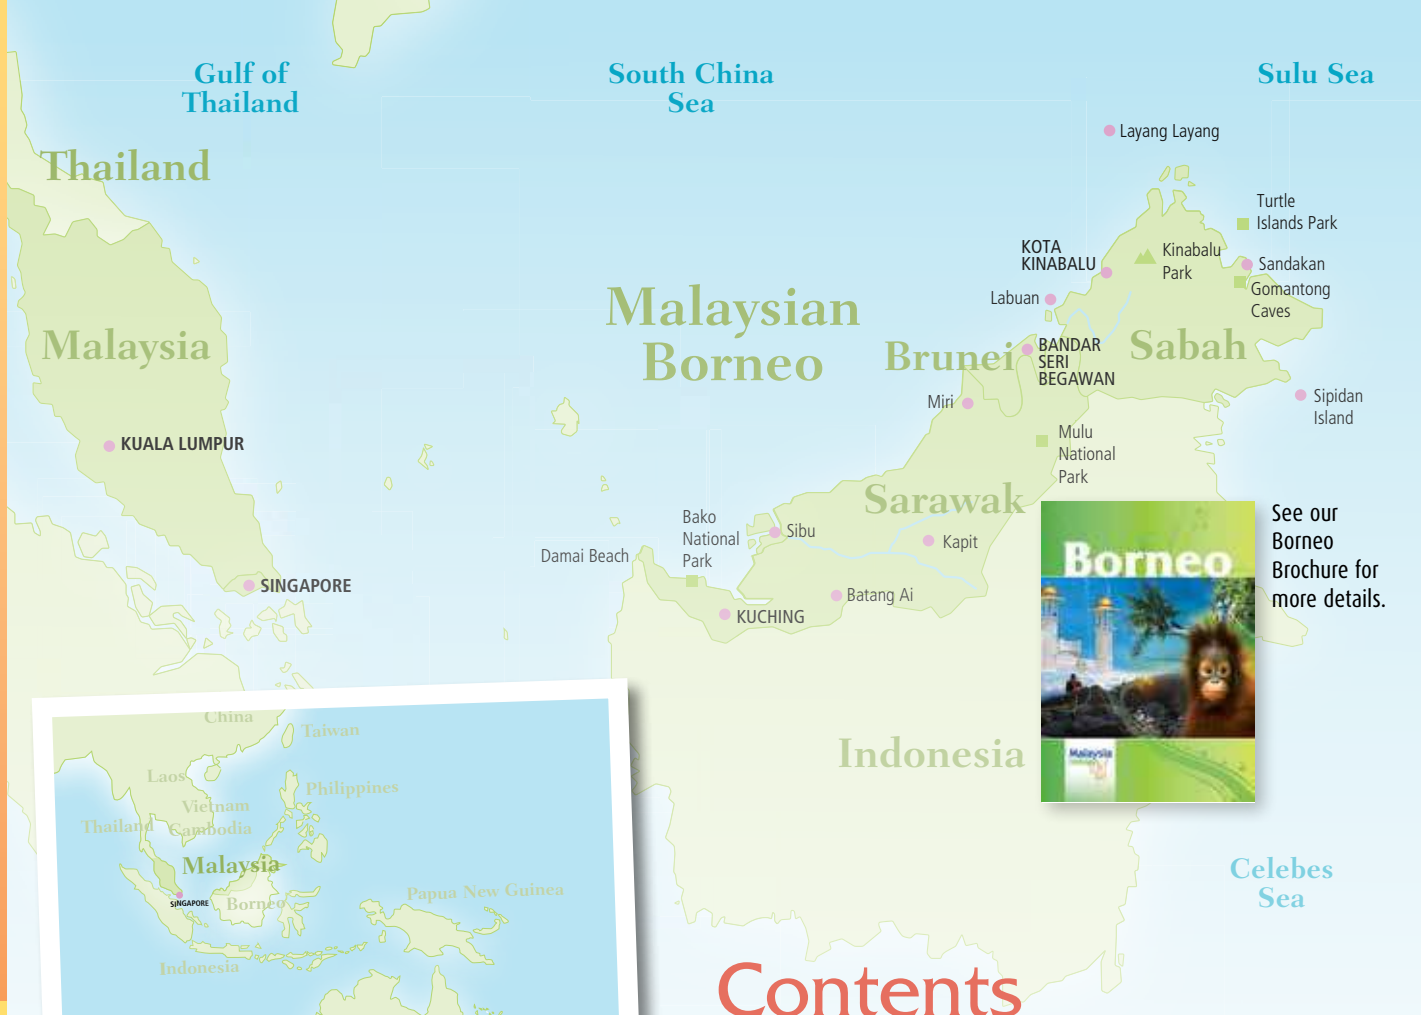 Gulf of
Thailand
South China
Sea
Sulu Sea
Layang Layang
Thailand
Turtle
Islands Park
KOTA
KINABALU
Kinabalu
Park
Sandakan
Gomantong
Caves
Labuan
Malaysian
Borneo
Malaysia
Brunei
BANDAR
SERI
BEGAWAN
Sabah
Miri
Sipidan
Island
KUALA LUMPUR
Mulu
National
Park
Sarawak
Bako
National
Park
Sibu
Kapit
Damai Beach
SINGAPORE
Batang Ai
KUCHING
Borneo
Malaysia
See our
Borneo
Brochure for
more details.
Indonesia
China
Taiwan
Laos
Philippines
Vietnam
Thailand
Cambodia
Malaysia
SINGAPORE
Borneo
Papua New Guinea
Indonesia
Celebes
Sea
Contents